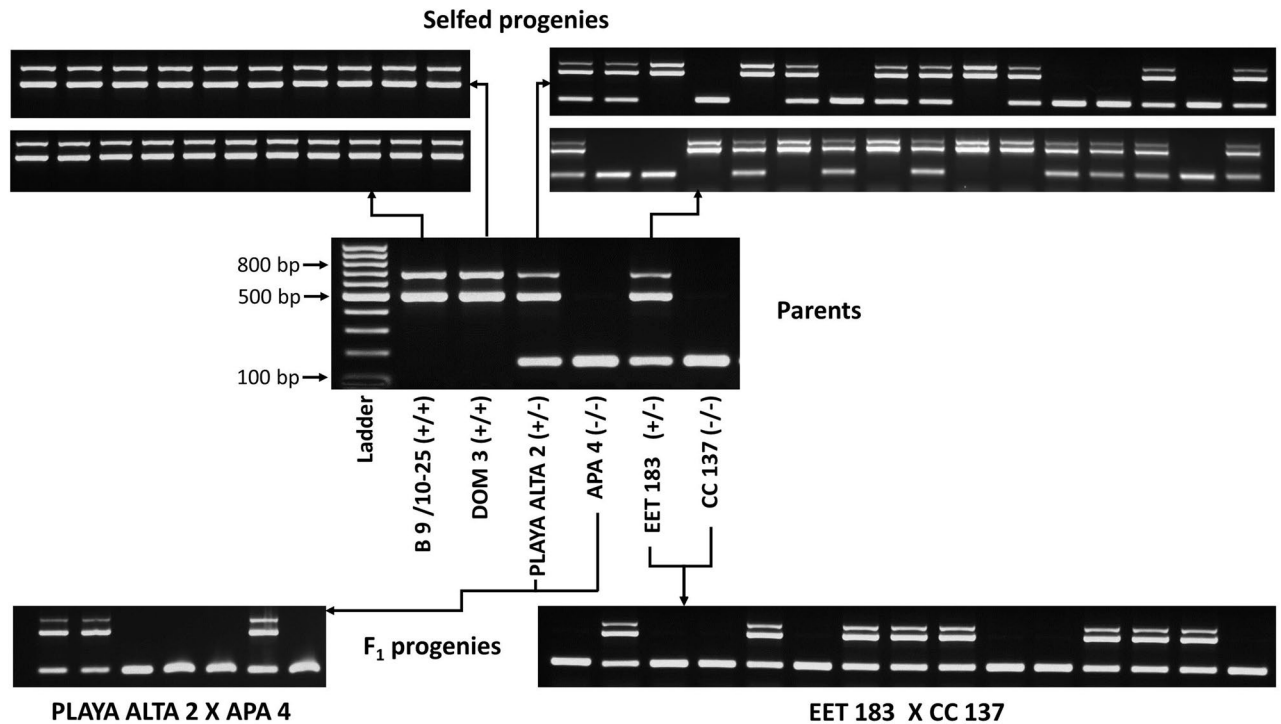 Selfed progenies
800 bp
500 bp
100 bp
Parents
Ladder
B 9 /10-25 (+/+)
DOM 3 (+/+)
PLAYA ALTA 2 (+/-)
APA 4 (-/-)
EET 183 (+/-)
CC 137 (-/-)
F1 progenies
PLAYA ALTA 2 X APA 4
EET 183 X CC 137